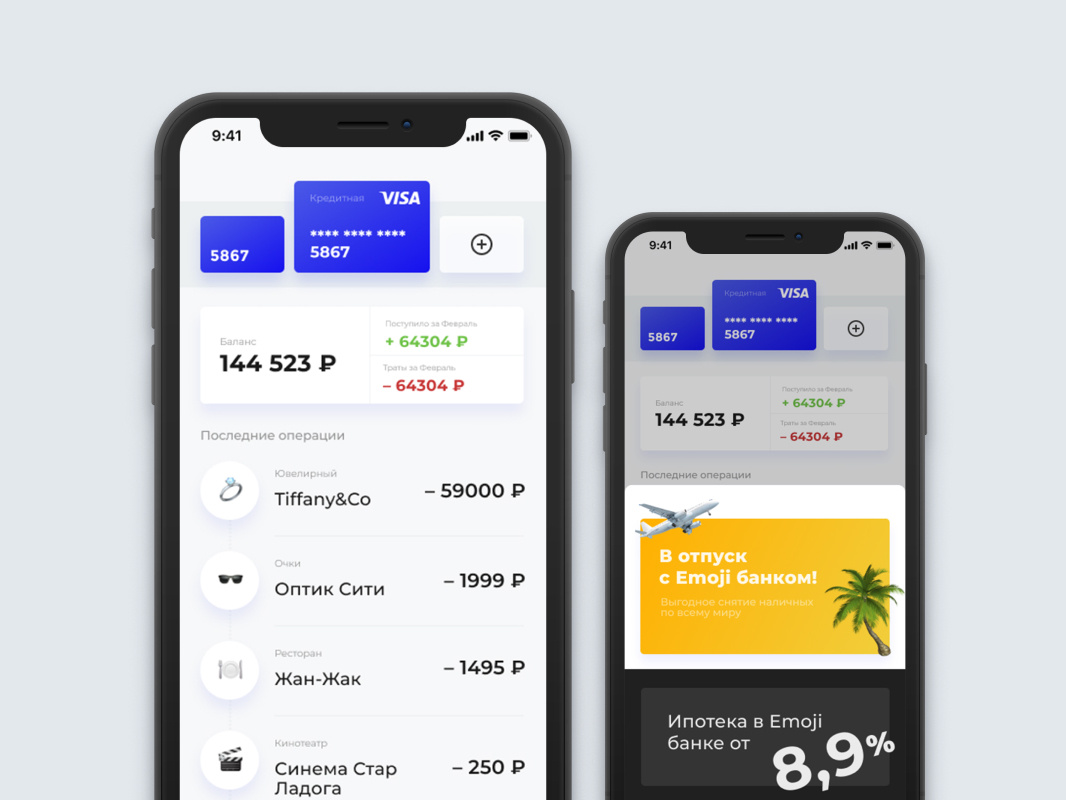 9:41
Кредитная VISA
**** **** ****
5867
5867
Баланс
144 523 ₽
Поступило за Февраль
+ 64304 ₽
Траты за Февраль
– 64304 ₽
Последние операции
Ювелирный
Tiffany&Co
– 59000 ₽
Очки
Оптик Сити
– 1999 ₽
Ресторан
Жан-Жак
– 1495 ₽
Кинотеатр
Синема Стар
Ладога
– 250 ₽
9:41
Кредитная VISA
**** **** ****
5867
5867
Баланс
144 523 ₽
Поступило за Февраль
+ 64304 ₽
Траты за Февраль
– 64304 ₽
Последние операции
В отпуск
с Emoji банком!
Выгодное снятие наличных
по всему миру
Ипотека в Emoji
банке от
8,9%